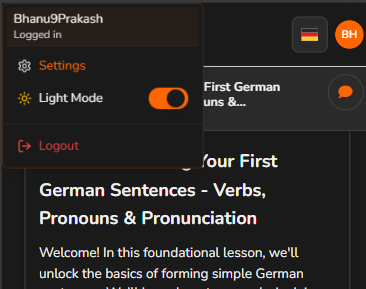 Bhanu9Prakash
Logged in
BH
Settings
First German
Light Mode
uns &...
Logout
Your First
German Sentences - Verbs,
Pronouns & Pronunciation
Welcome! In this foundational lesson, we'll
unlock the basics of forming simple German